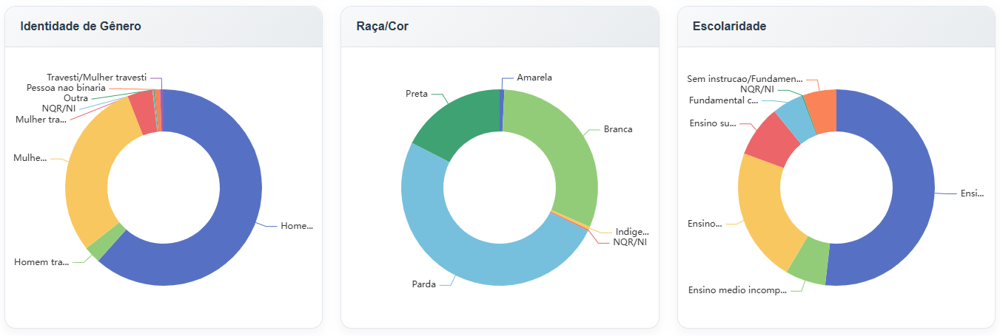 Identidade de Gênero
Travesti/Mulher travesti
Pessoa nao binaria
Outra
NQR/NI
Mulher tra...
Mulhe...
Homem tra...
Home...
Raça/Cor
Amarela
Preta
Branca
Indige...
NQR/NI
Parda
Escolaridade
Sem instrucao/Fundamen...
NQR/NI
Fundamental c...
Ensino su...
Ensi...
Ensino...
Ensino medio incomp...